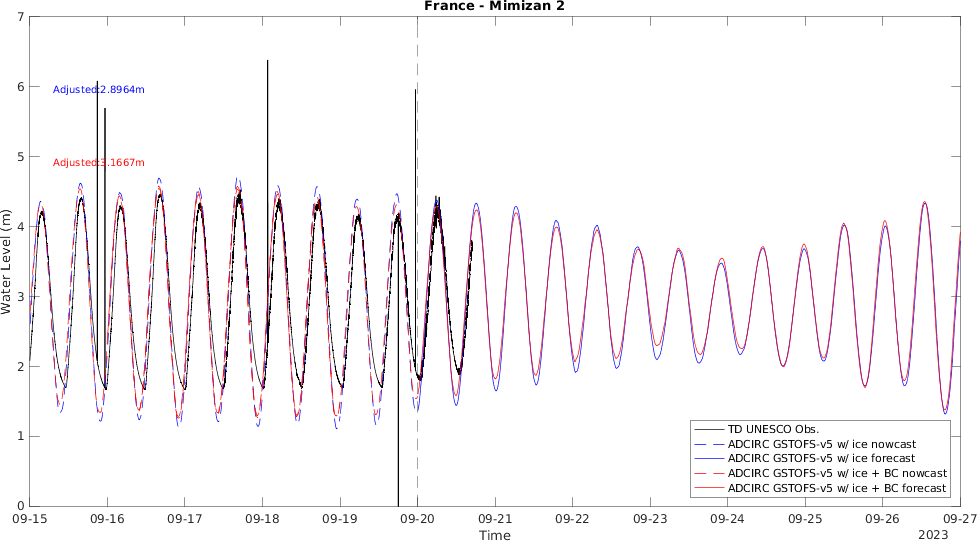 France - Mimizan 2
7
6
5
4
3
2
1
0
Water Level (m)
Adjusted:2.8964m
Adjusted:3.1667m
TD UNESCO Obs.
ADCIRC GSTOFS-v5 w/ ice nowcast
ADCIRC GSTOFS-v5 w/ ice forecast
ADCIRC GSTOFS-v5 w/ ice + BC nowcast
ADCIRC GSTOFS-v5 w/ ice + BC forecast
09-15 09-16 09-17 09-18 09-19 09-20 09-21 09-22 09-23 09-24 09-25 09-26 09-27
Time
2023